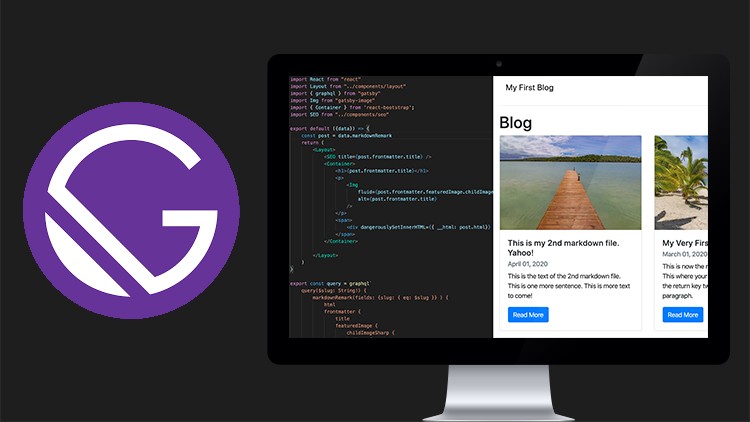 import React from "react"
import Layout from "../components/layout"
import { graphql } from "gatsby"
import Img from "gatsby-image"
import { Container } from 'react-bootstrap';
import SEO from "../components/seo"
export default ({data}) => {
const post = data.markdownRemark
return (
<Layout>
<SEO title={post.frontmatter.title} />
<Container>
<h1>{post.frontmatter.title}</h1>
<p>
<Img
fluid={post.frontmatter.featuredImage.childImage
alt={post.frontmatter.title}
/>
</p>
<span>
<div dangerouslySetInnerHTML={{ __html: post.html}}
</span>
</Container>
</Layout>
)
}
export const query = graphql`
query($slug: String!) {
markdownRemark(fields: {slug: { eq: $slug } }) {
html
frontmatter {
title
featuredImage {
childImageSharp {
My First Blog
Blog
This is my 2nd markdown file.
Yahoo!
April 01, 2020
This is the text of the 2nd markdown file.
This is one more sentence. This is more text
to come!
Read More
My Very Firs
March 01, 2020
This is now the r
This where your
the return key tw
paragraph.
Read More